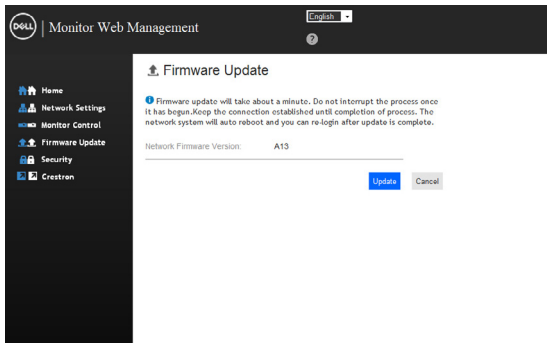 DELL | Monitor Web Management
English
?
Home
Network Settings
Monitor Control
Firmware Update
Security
Crestron
Firmware Update
Firmware update will take about a minute. Do not interrupt the process once
it has begun.Keep the connection established until completion of process. The
network system will auto reboot and you can re-login after update is complete.
Network Firmware Version: A13
Update Cancel